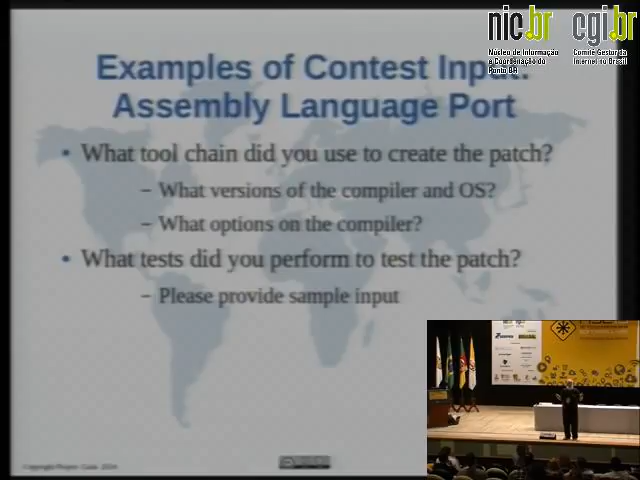 nic.br cgi.br
Núcleo de Informação
e Coordenação do
Ponto BR
Comitê Gestor da
Internet no Brasil
Examples of Contest Input:
Assembly Language Port
• What tool chain did you use to create the patch?
– What versions of the compiler and OS?
– What options on the compiler?
• What tests did you perform to test the patch?
– Please provide sample input